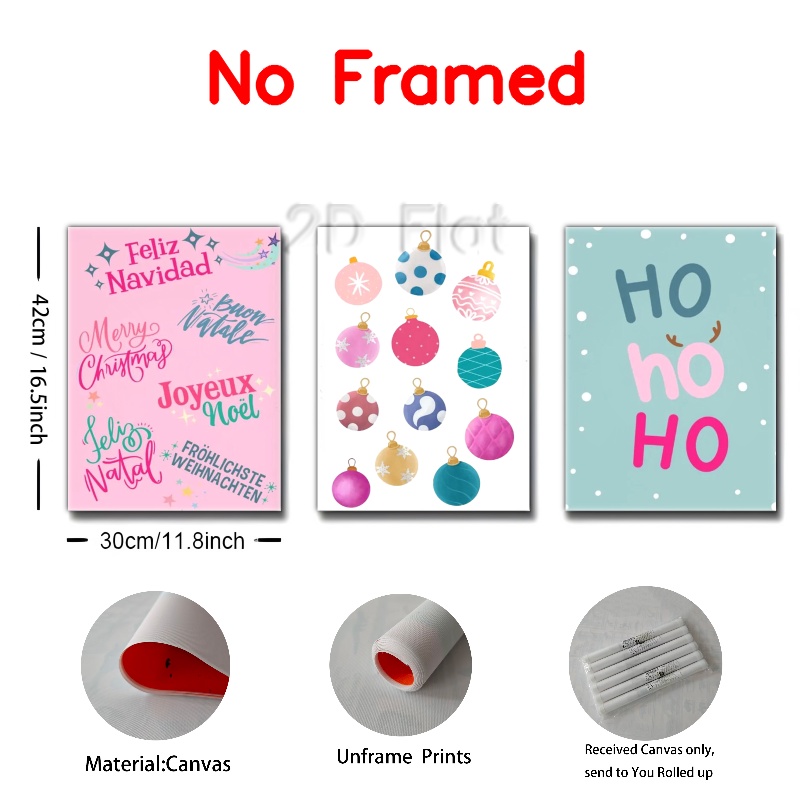 No Framed
2D Flat
42cm / 16.5inch
Feliz
Navidad
Buon
Natale
Merry
Christmas
Joyeux
Noël
Feliz
Natal
FRÖHLICHSTE
WEIHNACHTEN
HO
hO
HO
30cm/11.8inch
Material:Canvas
Unframe Prints
Received Canvas only,
send to You Rolled up